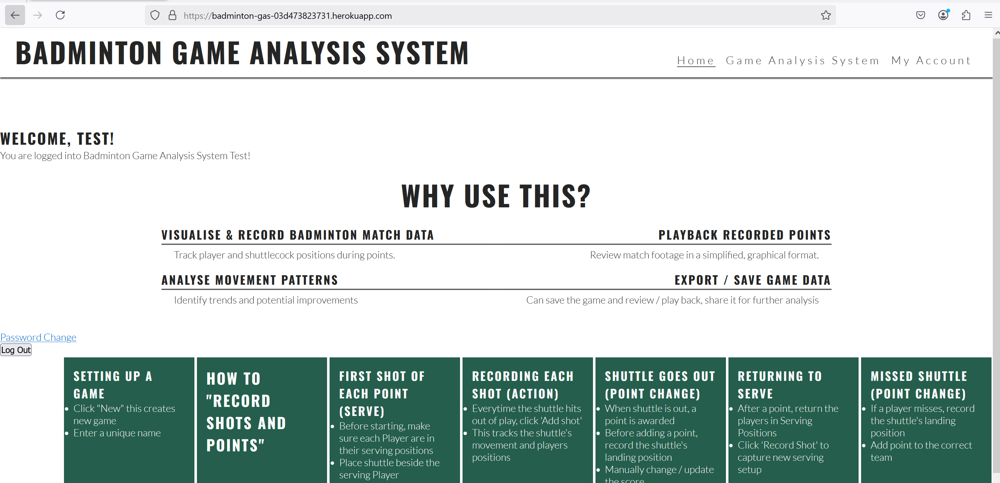 https://badminton-gas-03d473823731.herokuapp.com
BADMINTON GAME ANALYSIS SYSTEM
Home Game Analysis System My Account
WELCOME, TEST!
You are logged into Badminton Game Analysis System Test!
WHY USE THIS?
VISUALISE & RECORD BADMINTON MATCH DATA
Track player and shuttlecock positions during points.
PLAYBACK RECORDED POINTS
Review match footage in a simplified, graphical format.
ANALYSE MOVEMENT PATTERNS
Identify trends and potential improvements
EXPORT / SAVE GAME DATA
Can save the game and review / play back, share it for further analysis
Password Change
Log Out
SETTING UP A
GAME
• Click "New" this creates
new game
• Enter a unique name
HOW TO
"RECORD
SHOTS AND
POINTS"
FIRST SHOT OF
EACH POINT
(SERVE)
• Before starting, make
sure each Player are in
their serving positions
• Place shuttle beside the
serving Player
RECORDING EACH
SHOT (ACTION)
• Everytime the shuttle hits
out of play, click 'Add shot'
• This tracks the shuttle's
movement and players
positions
SHUTTLE GOES OUT
(POINT CHANGE)
• When shuttle is out, a
point is awarded
• Before adding a point,
record the shuttle's
landing position
• Manually change / update
the score
RETURNING TO
SERVE
• After a point, return the
players in Serving
Positions
• Click 'Record Shot' to
capture new serving
setup
MISSED SHUTTLE
(POINT CHANGE)
• If a player misses, record
the shuttle's landing
position
• Add point to the correct
team